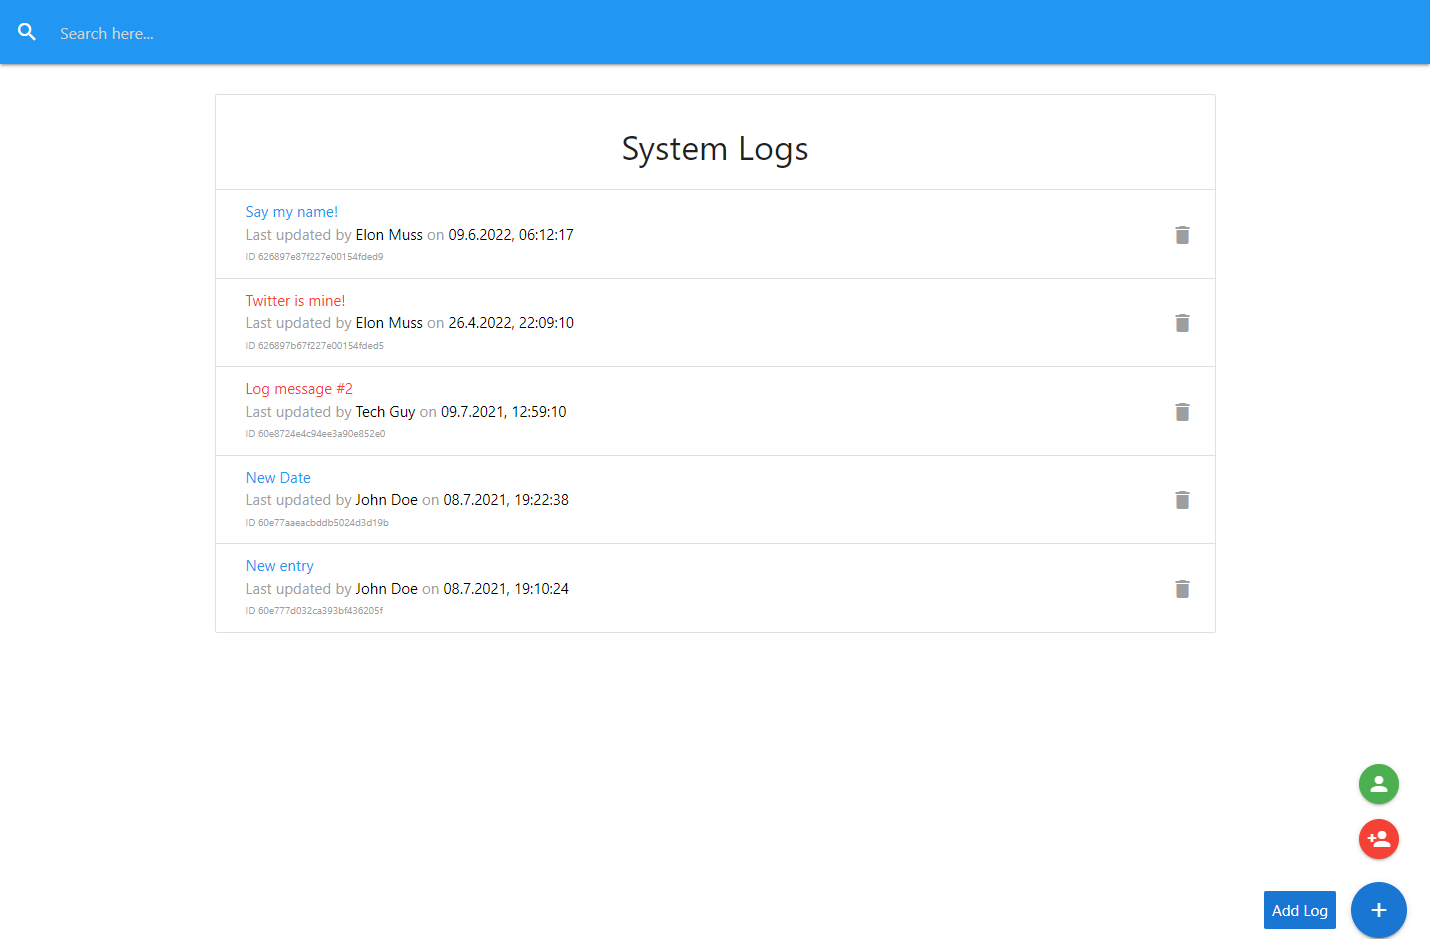 Search here...
System Logs
Say my name!
Last updated by Elon Muss on 09.6.2022, 06:12:17
ID 626897e87f227e00154fded9
Twitter is mine!
Last updated by Elon Muss on 26.4.2022, 22:09:10
ID 626897b67f227e00154fded5
Log message #2
Last updated by Tech Guy on 09.7.2021, 12:59:10
ID 60e8724e4c94ee3a90e852e0
New Date
Last updated by John Doe on 08.7.2021, 19:22:38
ID 60e77aaeacbddb5024d3d19b
New entry
Last updated by John Doe on 08.7.2021, 19:10:24
ID 60e777d032ca393bf436205f
Add Log